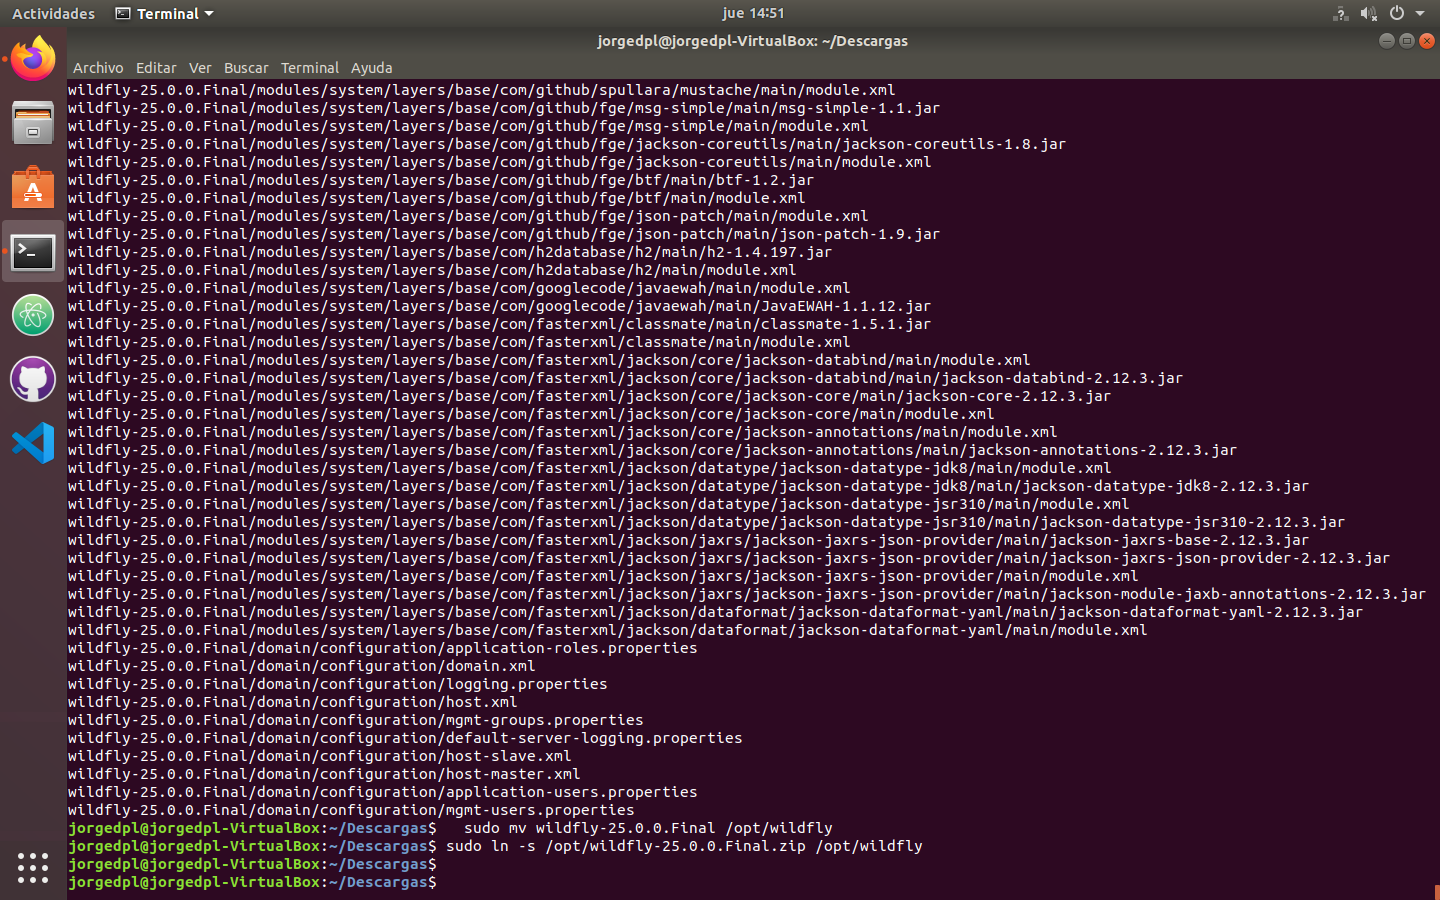 Actividades
Terminal
jue 14:51
jorgedpl@jorgedpl-VirtualBox: ~/Descargas
Archivo Editar Ver Buscar Terminal Ayuda
wildfly-25.0.0.Final/modules/system/layers/base/com/github/spullara/mustache/main/module.xml
wildfly-25.0.0.Final/modules/system/layers/base/com/github/fge/msg-simple/main/msg-simple-1.1.jar
wildfly-25.0.0.Final/modules/system/layers/base/com/github/fge/msg-simple/main/module.xml
wildfly-25.0.0.Final/modules/system/layers/base/com/github/fge/jackson-coreutils/main/jackson-coreutils-1.8.jar
wildfly-25.0.0.Final/modules/system/layers/base/com/github/fge/jackson-coreutils/main/module.xml
wildfly-25.0.0.Final/modules/system/layers/base/com/github/fge/btf/main/btf-1.2.jar
wildfly-25.0.0.Final/modules/system/layers/base/com/github/fge/btf/main/module.xml
wildfly-25.0.0.Final/modules/system/layers/base/com/github/fge/json-patch/main/module.xml
wildfly-25.0.0.Final/modules/system/layers/base/com/github/fge/json-patch/main/json-patch-1.9.jar
wildfly-25.0.0.Final/modules/system/layers/base/com/h2database/h2/main/h2-1.4.197.jar
wildfly-25.0.0.Final/modules/system/layers/base/com/h2database/h2/main/module.xml
wildfly-25.0.0.Final/modules/system/layers/base/com/googlecode/javaewah/main/module.xml
wildfly-25.0.0.Final/modules/system/layers/base/com/googlecode/javaewah/main/JavaEWAH-1.1.12.jar
wildfly-25.0.0.Final/modules/system/layers/base/com/fasterxml/classmate/main/classmate-1.5.1.jar
wildfly-25.0.0.Final/modules/system/layers/base/com/fasterxml/classmate/main/module.xml
wildfly-25.0.0.Final/modules/system/layers/base/com/fasterxml/jackson/core/jackson-databind/main/module.xml
wildfly-25.0.0.Final/modules/system/layers/base/com/fasterxml/jackson/core/jackson-databind/main/jackson-databind-2.12.3.jar
wildfly-25.0.0.Final/modules/system/layers/base/com/fasterxml/jackson/core/jackson-core/main/jackson-core-2.12.3.jar
wildfly-25.0.0.Final/modules/system/layers/base/com/fasterxml/jackson/core/jackson-core/main/module.xml
wildfly-25.0.0.Final/modules/system/layers/base/com/fasterxml/jackson/core/jackson-annotations/main/module.xml
wildfly-25.0.0.Final/modules/system/layers/base/com/fasterxml/jackson/core/jackson-annotations/main/jackson-annotations-2.12.3.jar
wildfly-25.0.0.Final/modules/system/layers/base/com/fasterxml/jackson/datatype/jackson-datatype-jdk8/main/module.xml
wildfly-25.0.0.Final/modules/system/layers/base/com/fasterxml/jackson/datatype/jackson-datatype-jdk8/main/jackson-datatype-jdk8-2.12.3.jar
wildfly-25.0.0.Final/modules/system/layers/base/com/fasterxml/jackson/datatype/jackson-datatype-jsr310/main/module.xml
wildfly-25.0.0.Final/modules/system/layers/base/com/fasterxml/jackson/datatype/jackson-datatype-jsr310/main/jackson-datatype-jsr310-2.12.3.jar
wildfly-25.0.0.Final/modules/system/layers/base/com/fasterxml/jackson/jaxrs/jackson-jaxrs-json-provider/main/jackson-jaxrs-base-2.12.3.jar
wildfly-25.0.0.Final/modules/system/layers/base/com/fasterxml/jackson/jaxrs/jackson-jaxrs-json-provider/main/jackson-jaxrs-json-provider-2.12.3.jar
wildfly-25.0.0.Final/modules/system/layers/base/com/fasterxml/jackson/jaxrs/jackson-jaxrs-json-provider/main/module.xml
wildfly-25.0.0.Final/modules/system/layers/base/com/fasterxml/jackson/jaxrs/jackson-jaxrs-json-provider/main/jackson-module-jaxb-annotations-2.12.3.jar
wildfly-25.0.0.Final/modules/system/layers/base/com/fasterxml/jackson/dataformat/jackson-dataformat-yaml/main/jackson-dataformat-yaml-2.12.3.jar
wildfly-25.0.0.Final/modules/system/layers/base/com/fasterxml/jackson/dataformat/jackson-dataformat-yaml/main/module.xml
wildfly-25.0.0.Final/domain/configuration/application-roles.properties
wildfly-25.0.0.Final/domain/configuration/domain.xml
wildfly-25.0.0.Final/domain/configuration/logging.properties
wildfly-25.0.0.Final/domain/configuration/host.xml
wildfly-25.0.0.Final/domain/configuration/mgmt-groups.properties
wildfly-25.0.0.Final/domain/configuration/default-server-logging.properties
wildfly-25.0.0.Final/domain/configuration/host-slave.xml
wildfly-25.0.0.Final/domain/configuration/host-master.xml
wildfly-25.0.0.Final/domain/configuration/application-users.properties
wildfly-25.0.0.Final/domain/configuration/mgmt-users.properties
jorgedpl@jorgedpl-VirtualBox:~/Descargas$   sudo mv wildfly-25.0.0.Final /opt/wildfly
jorgedpl@jorgedpl-VirtualBox:~/Descargas$ sudo ln -s /opt/wildfly-25.0.0.Final.zip /opt/wildfly
jorgedpl@jorgedpl-VirtualBox:~/Descargas$
jorgedpl@jorgedpl-VirtualBox:~/Descargas$